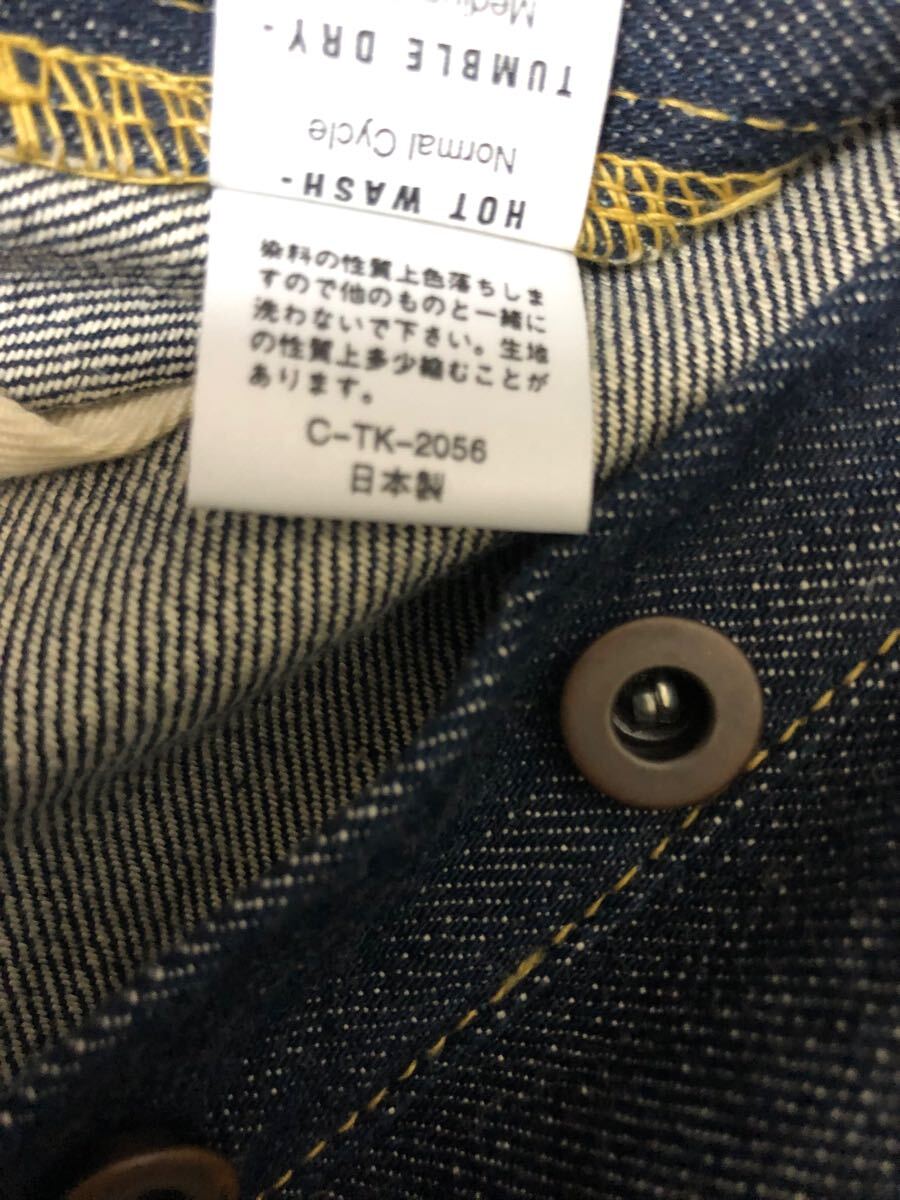 HOT WASH -
Normal Cycle
TUMBLE DRY -
染料の性質上色落ちしま
すので他のものと一緒に
洗わないで下さい。生地
の性質上多少縮むことが
あります。
C-TK-2056
日本製